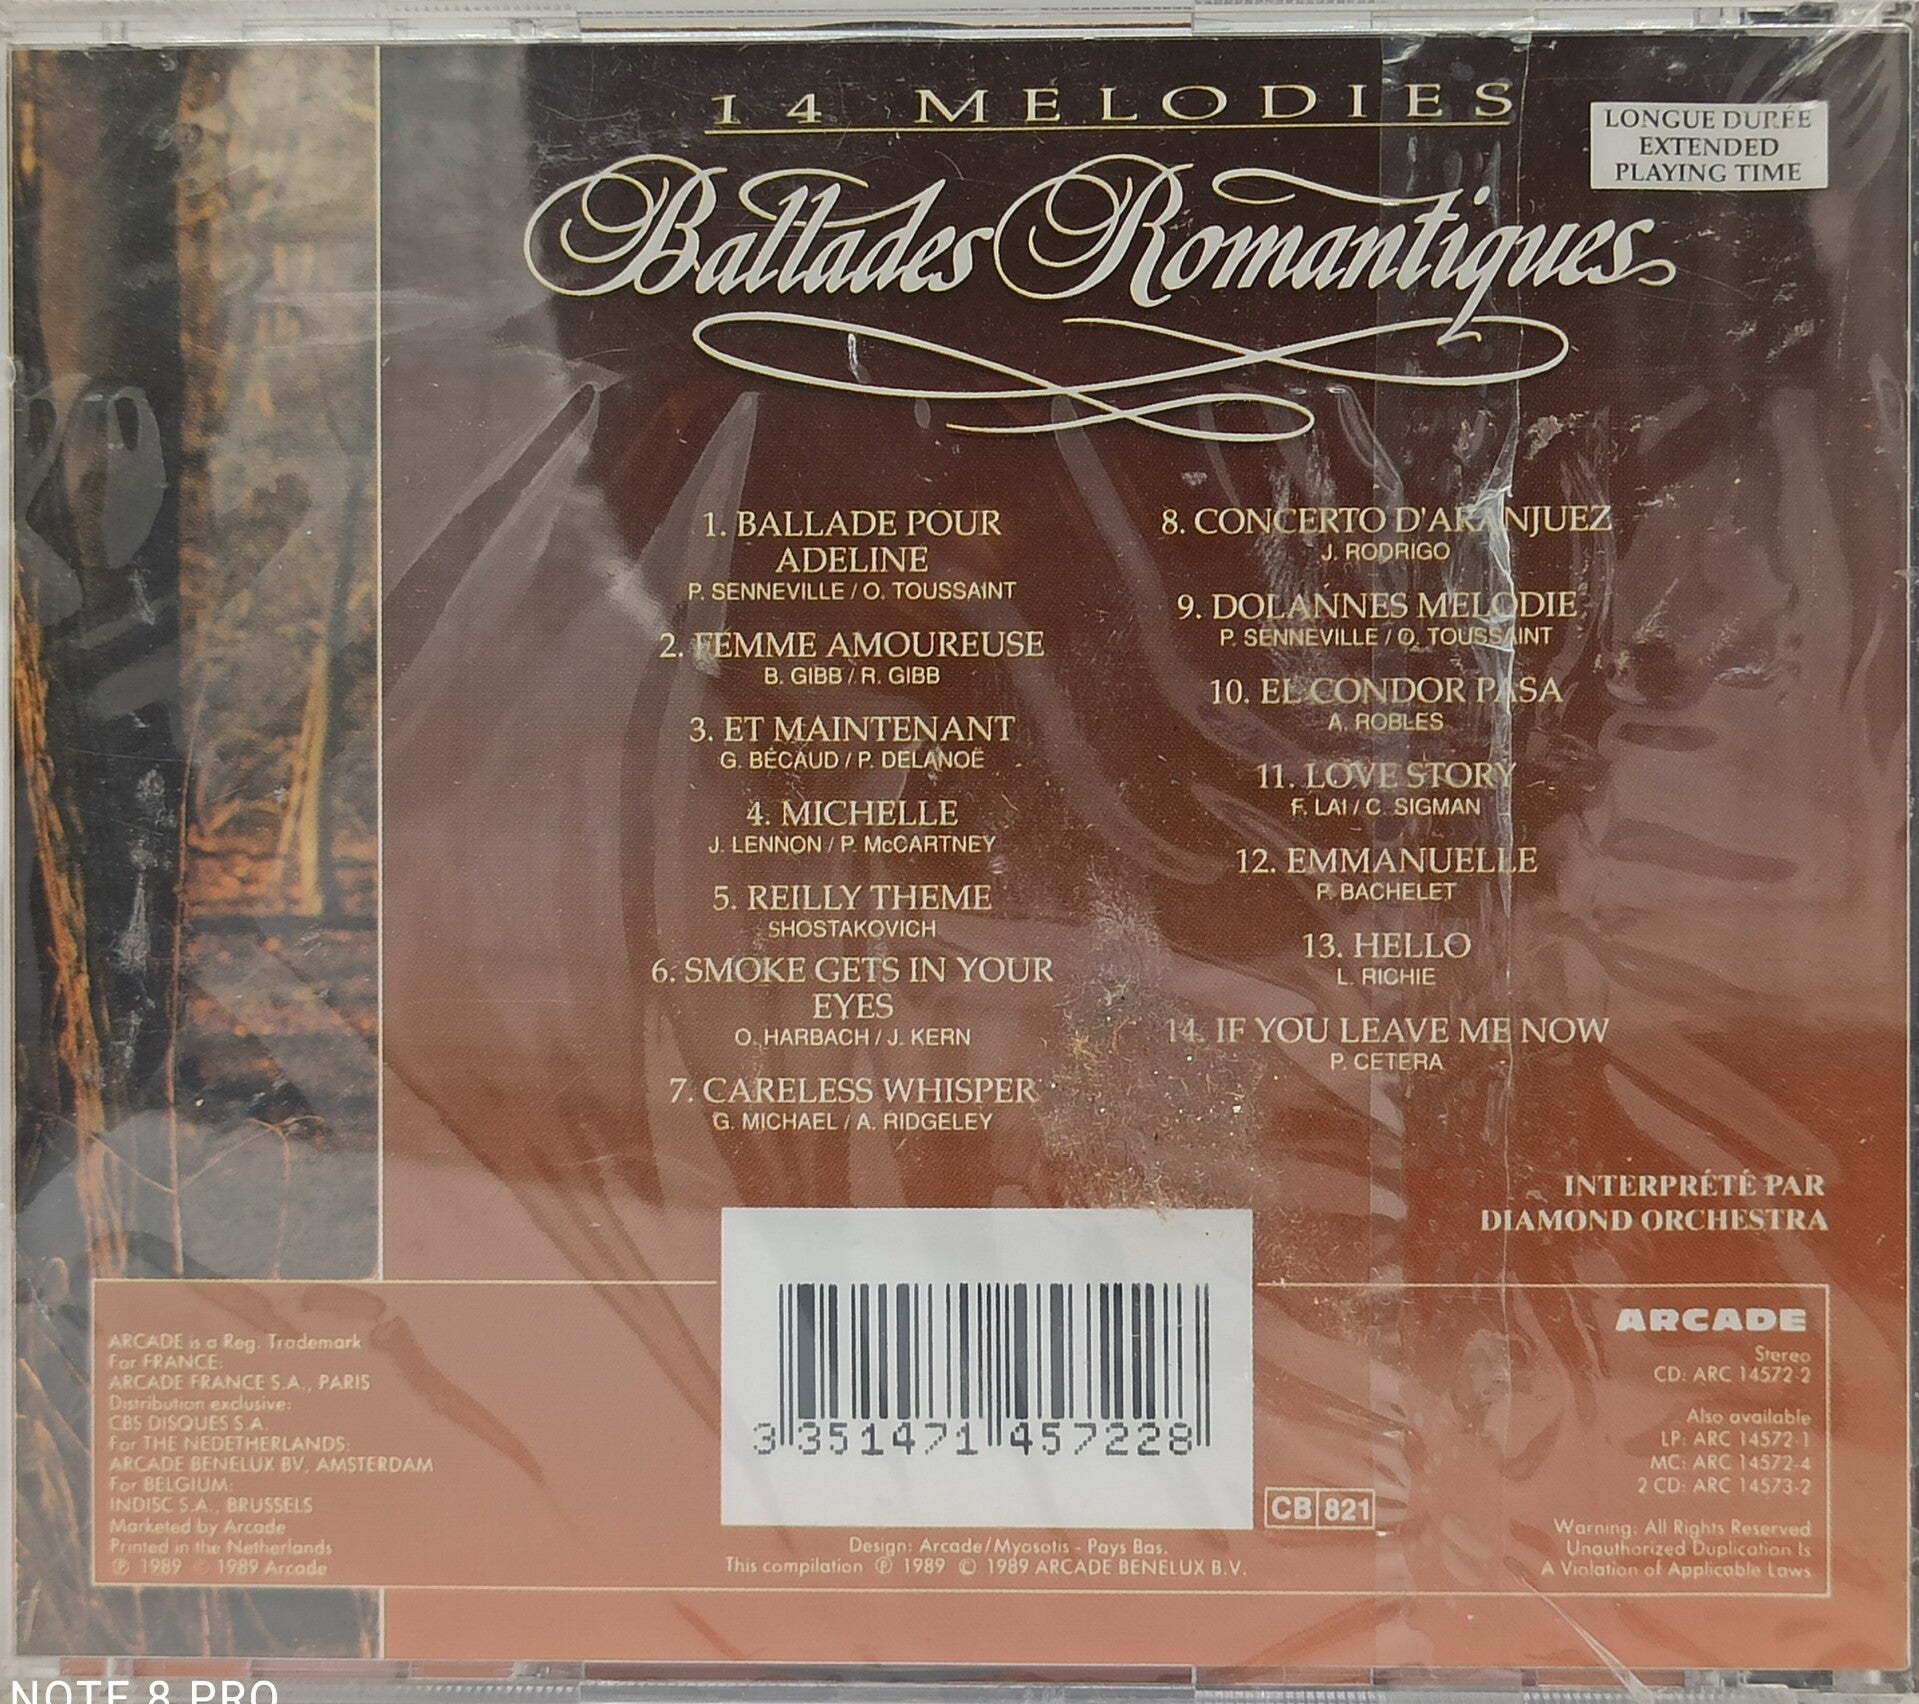 14 MELODIES
LONGUE DURÉE
EXTENDED
PLAYING TIME
Ballades Romantiques
1. BALLADE POUR
ADELINE
P. SENNEVILLE / O. TOUSSAINT
2. FEMME AMOUREUSE
B. GIBB / R. GIBB
3. ET MAINTENANT
G. BÉCAUD / P. DELANOË
4. MICHELLE
J. LENNON / P. McCARTNEY
5. REILLY THEME
SHOSTAKOVICH
6. SMOKE GETS IN YOUR
EYES
O. HARBACH / J. KERN
7. CARELESS WHISPER
G. MICHAEL / A. RIDGELEY
8. CONCERTO D'ARANJUEZ
J. RODRIGO
9. DOLANNES MELODIE
P. SENNEVILLE / O. TOUSSAINT
10. EL CONDOR PASA
A. ROBLES
11. LOVE STORY
F. LAI / C. SIGMAN
12. EMMANUELLE
P. BACHELET
13. HELLO
L. RICHIE
14. IF YOU LEAVE ME NOW
P. CETERA
INTERPRÉTÉ PAR
DIAMOND ORCHESTRA
ARCADE is a Reg. Trademark
For FRANCE:
ARCADE FRANCE S.A., PARIS
Distribution exclusive:
CBS DISQUES S.A.
For THE NEDETHERLANDS:
ARCADE BENELUX BV, AMSTERDAM
For BELGIUM:
INDISC S.A., BRUSSELS
Marketed by Arcade
Printed in the Netherlands
℗ 1989 © 1989 Arcade
3 351471 457228
CB 821
Design: Arcade/Myosotis - Pays Bas.
This compilation ℗ 1989 © 1989 ARCADE BENELUX B.V.
ARCADE
Stereo
CD: ARC 14572-2
Also available
LP: ARC 14572-1
MC: ARC 14572-4
2 CD: ARC 14573-2
Warning: All Rights Reserved
Unauthorized Duplication Is
A Violation of Applicable Laws
NOTE 8 PRO